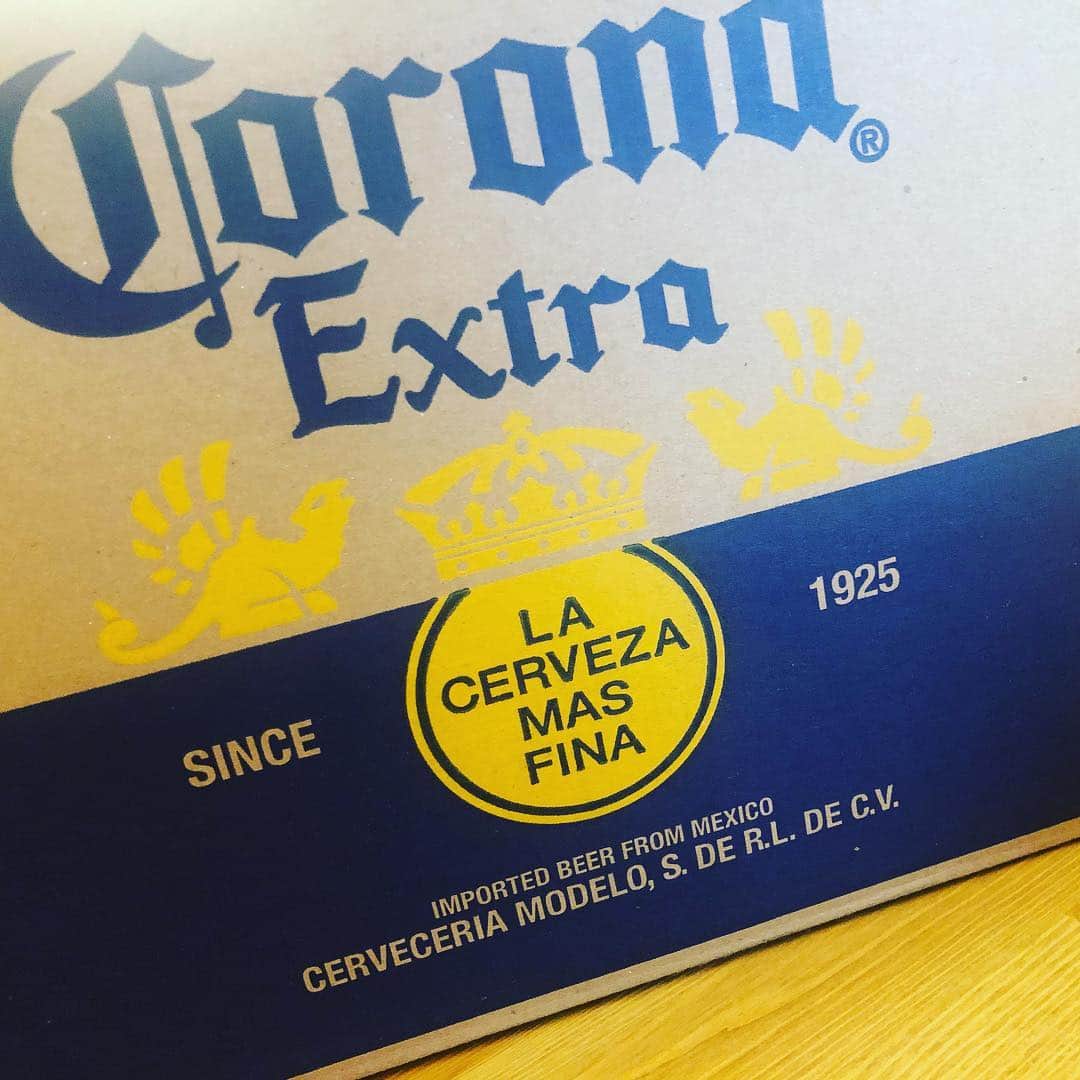 Corona®
Extra
LA
CERVEZA
MAS
FINA
SINCE
1925
IMPORTED BEER FROM MEXICO
CERVECERIA MODELO, S. DE R.L. DE C.V.